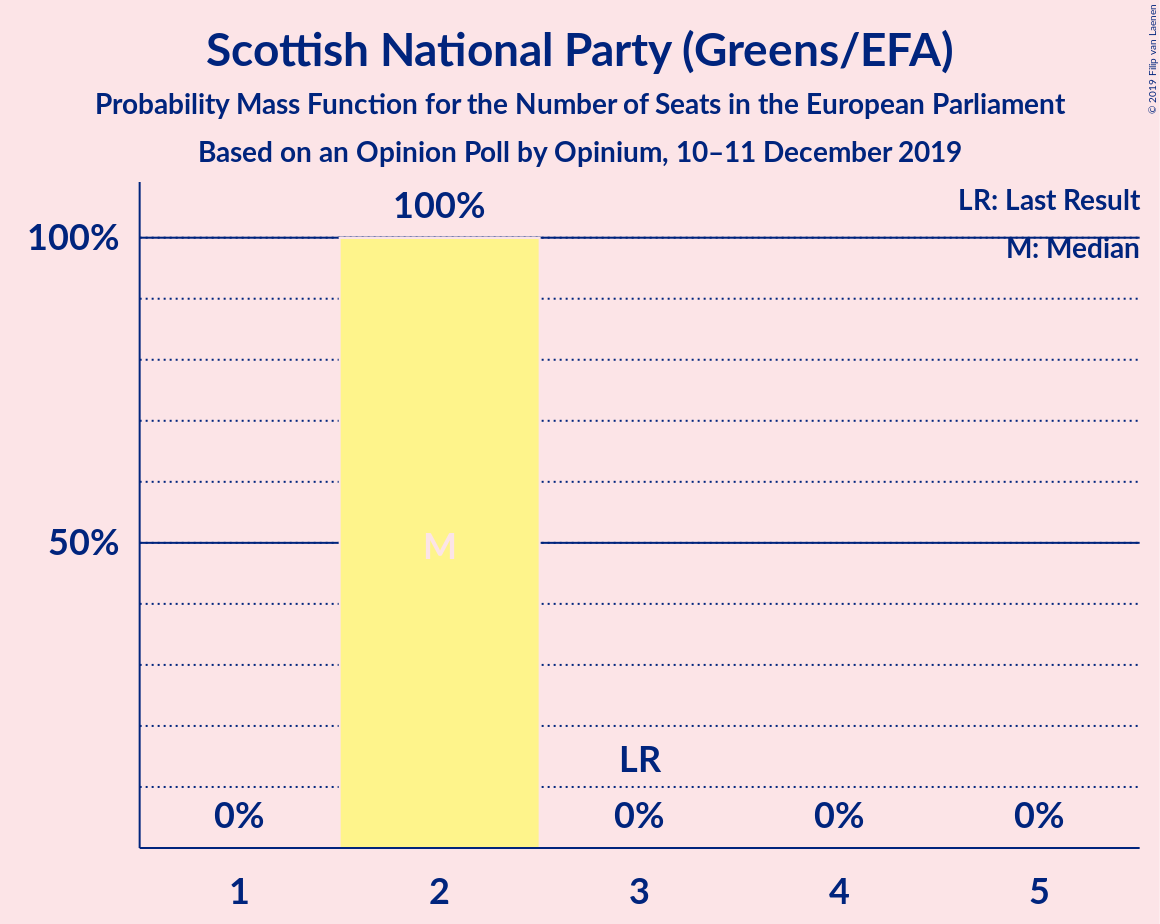 Scottish National Party (Greens/EFA)
Probability Mass Function for the Number of Seats in the European Parliament
Based on an Opinion Poll by Opinium, 10–11 December 2019
© 2019 Filip van Laenen
LR: Last Result
M: Median
100%
100%
50%
M
LR
0%
0%
0%
0%
1
2
3
4
5